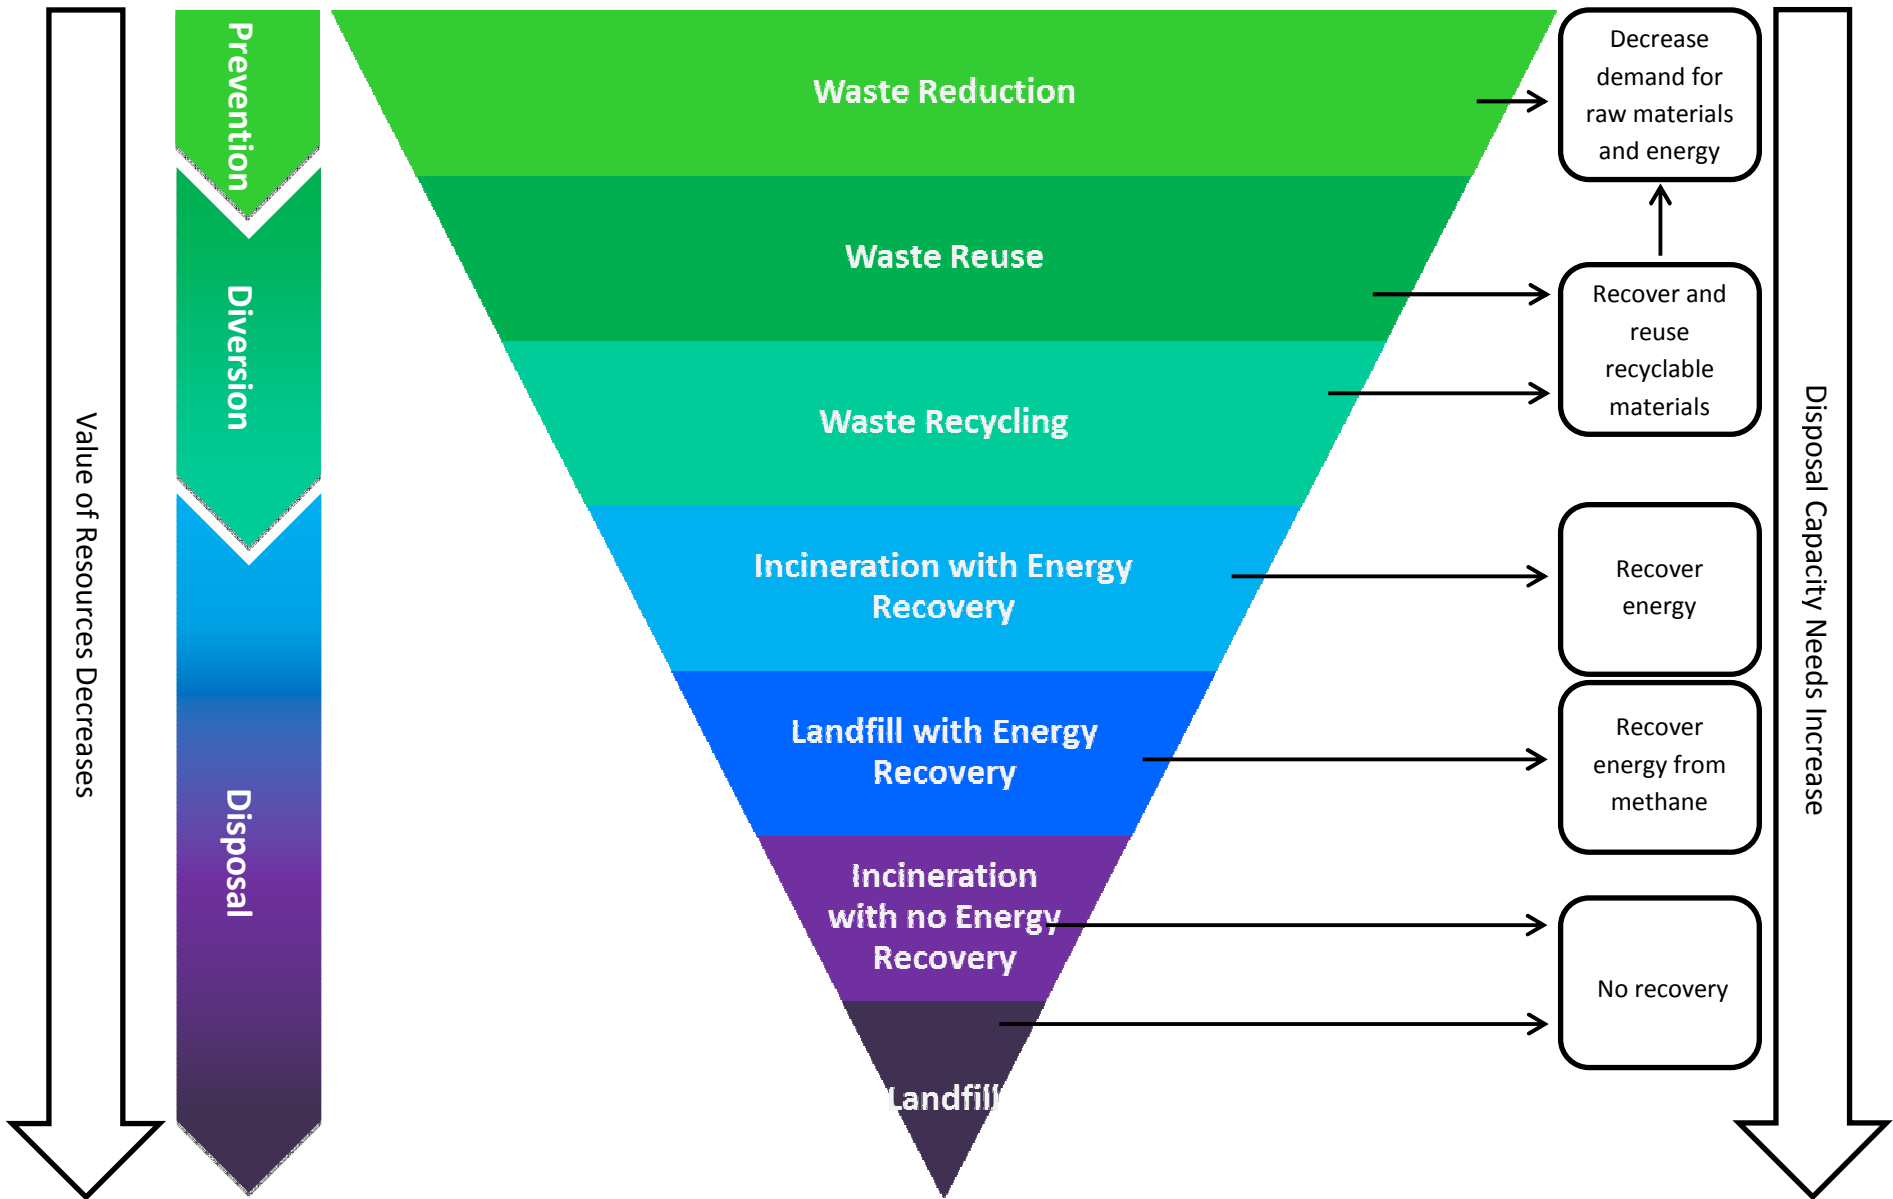 Value of Resources Decreases
Prevention
Diversion
Disposal
Waste Reduction
Waste Reuse
Waste Recycling
Incineration with Energy
Recovery
Landfill with Energy
Recovery
Incineration
with no Energy
Recovery
Landfill
Decrease
demand for
raw materials
and energy
Recover and
reuse
recyclable
materials
Recover
energy
Recover
energy from
methane
No recovery
Disposal Capacity Needs Increase